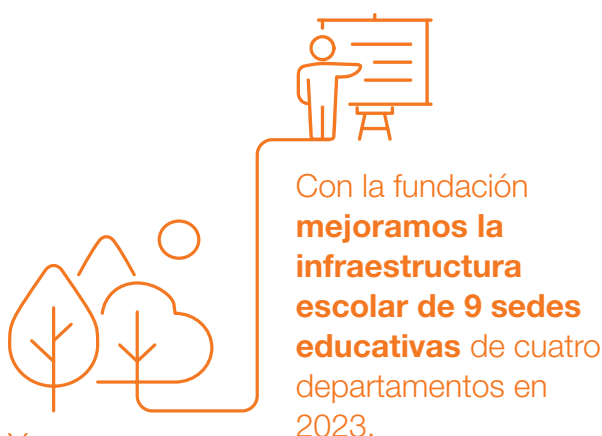 Con la fundación
mejoramos la
infraestructura
escolar de 9 sedes
educativas de cuatro
departamentos en
2023.